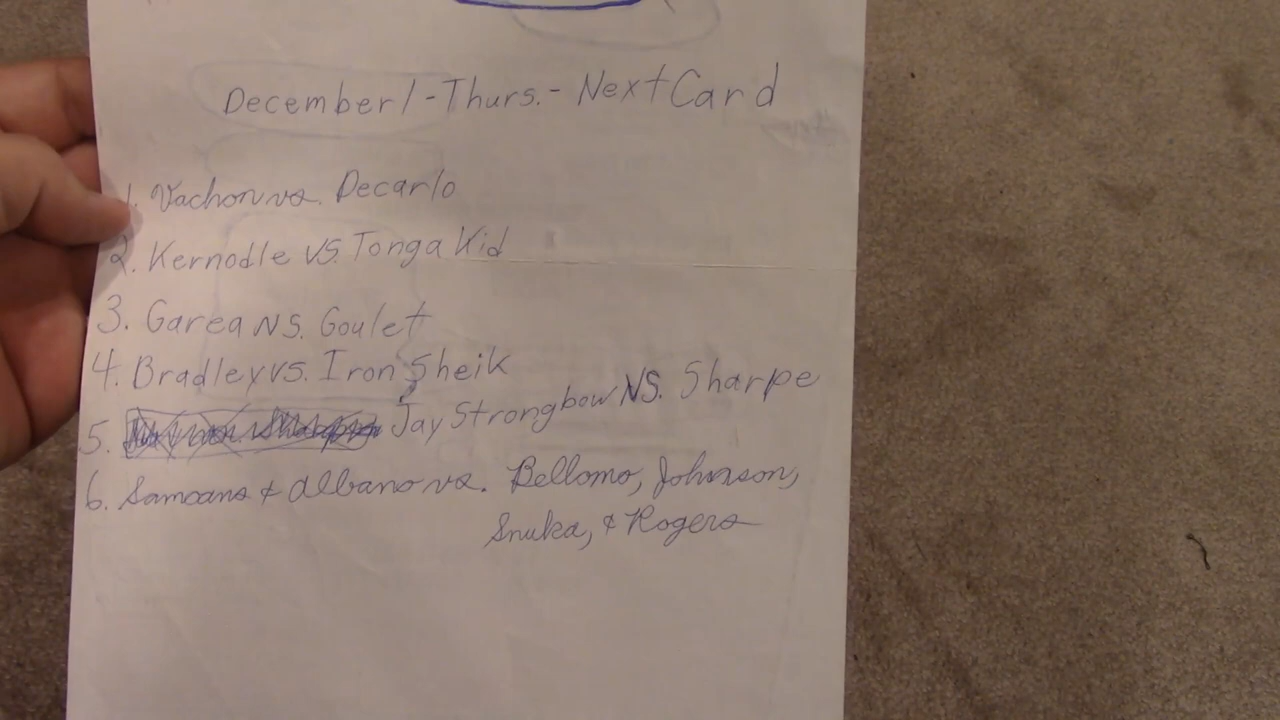 December 1 - Thurs. - Next Card
1. Vachon vs. Decarlo
2. Kernodle VS. Tonga Kid
3. Garea VS. Goulet
4. Bradley vs. Iron Sheik
5. Jay Strongbow VS. Sharpe
6. Samoans & Albano vs. Bellomo, Johnson,
Snuka, & Rogers